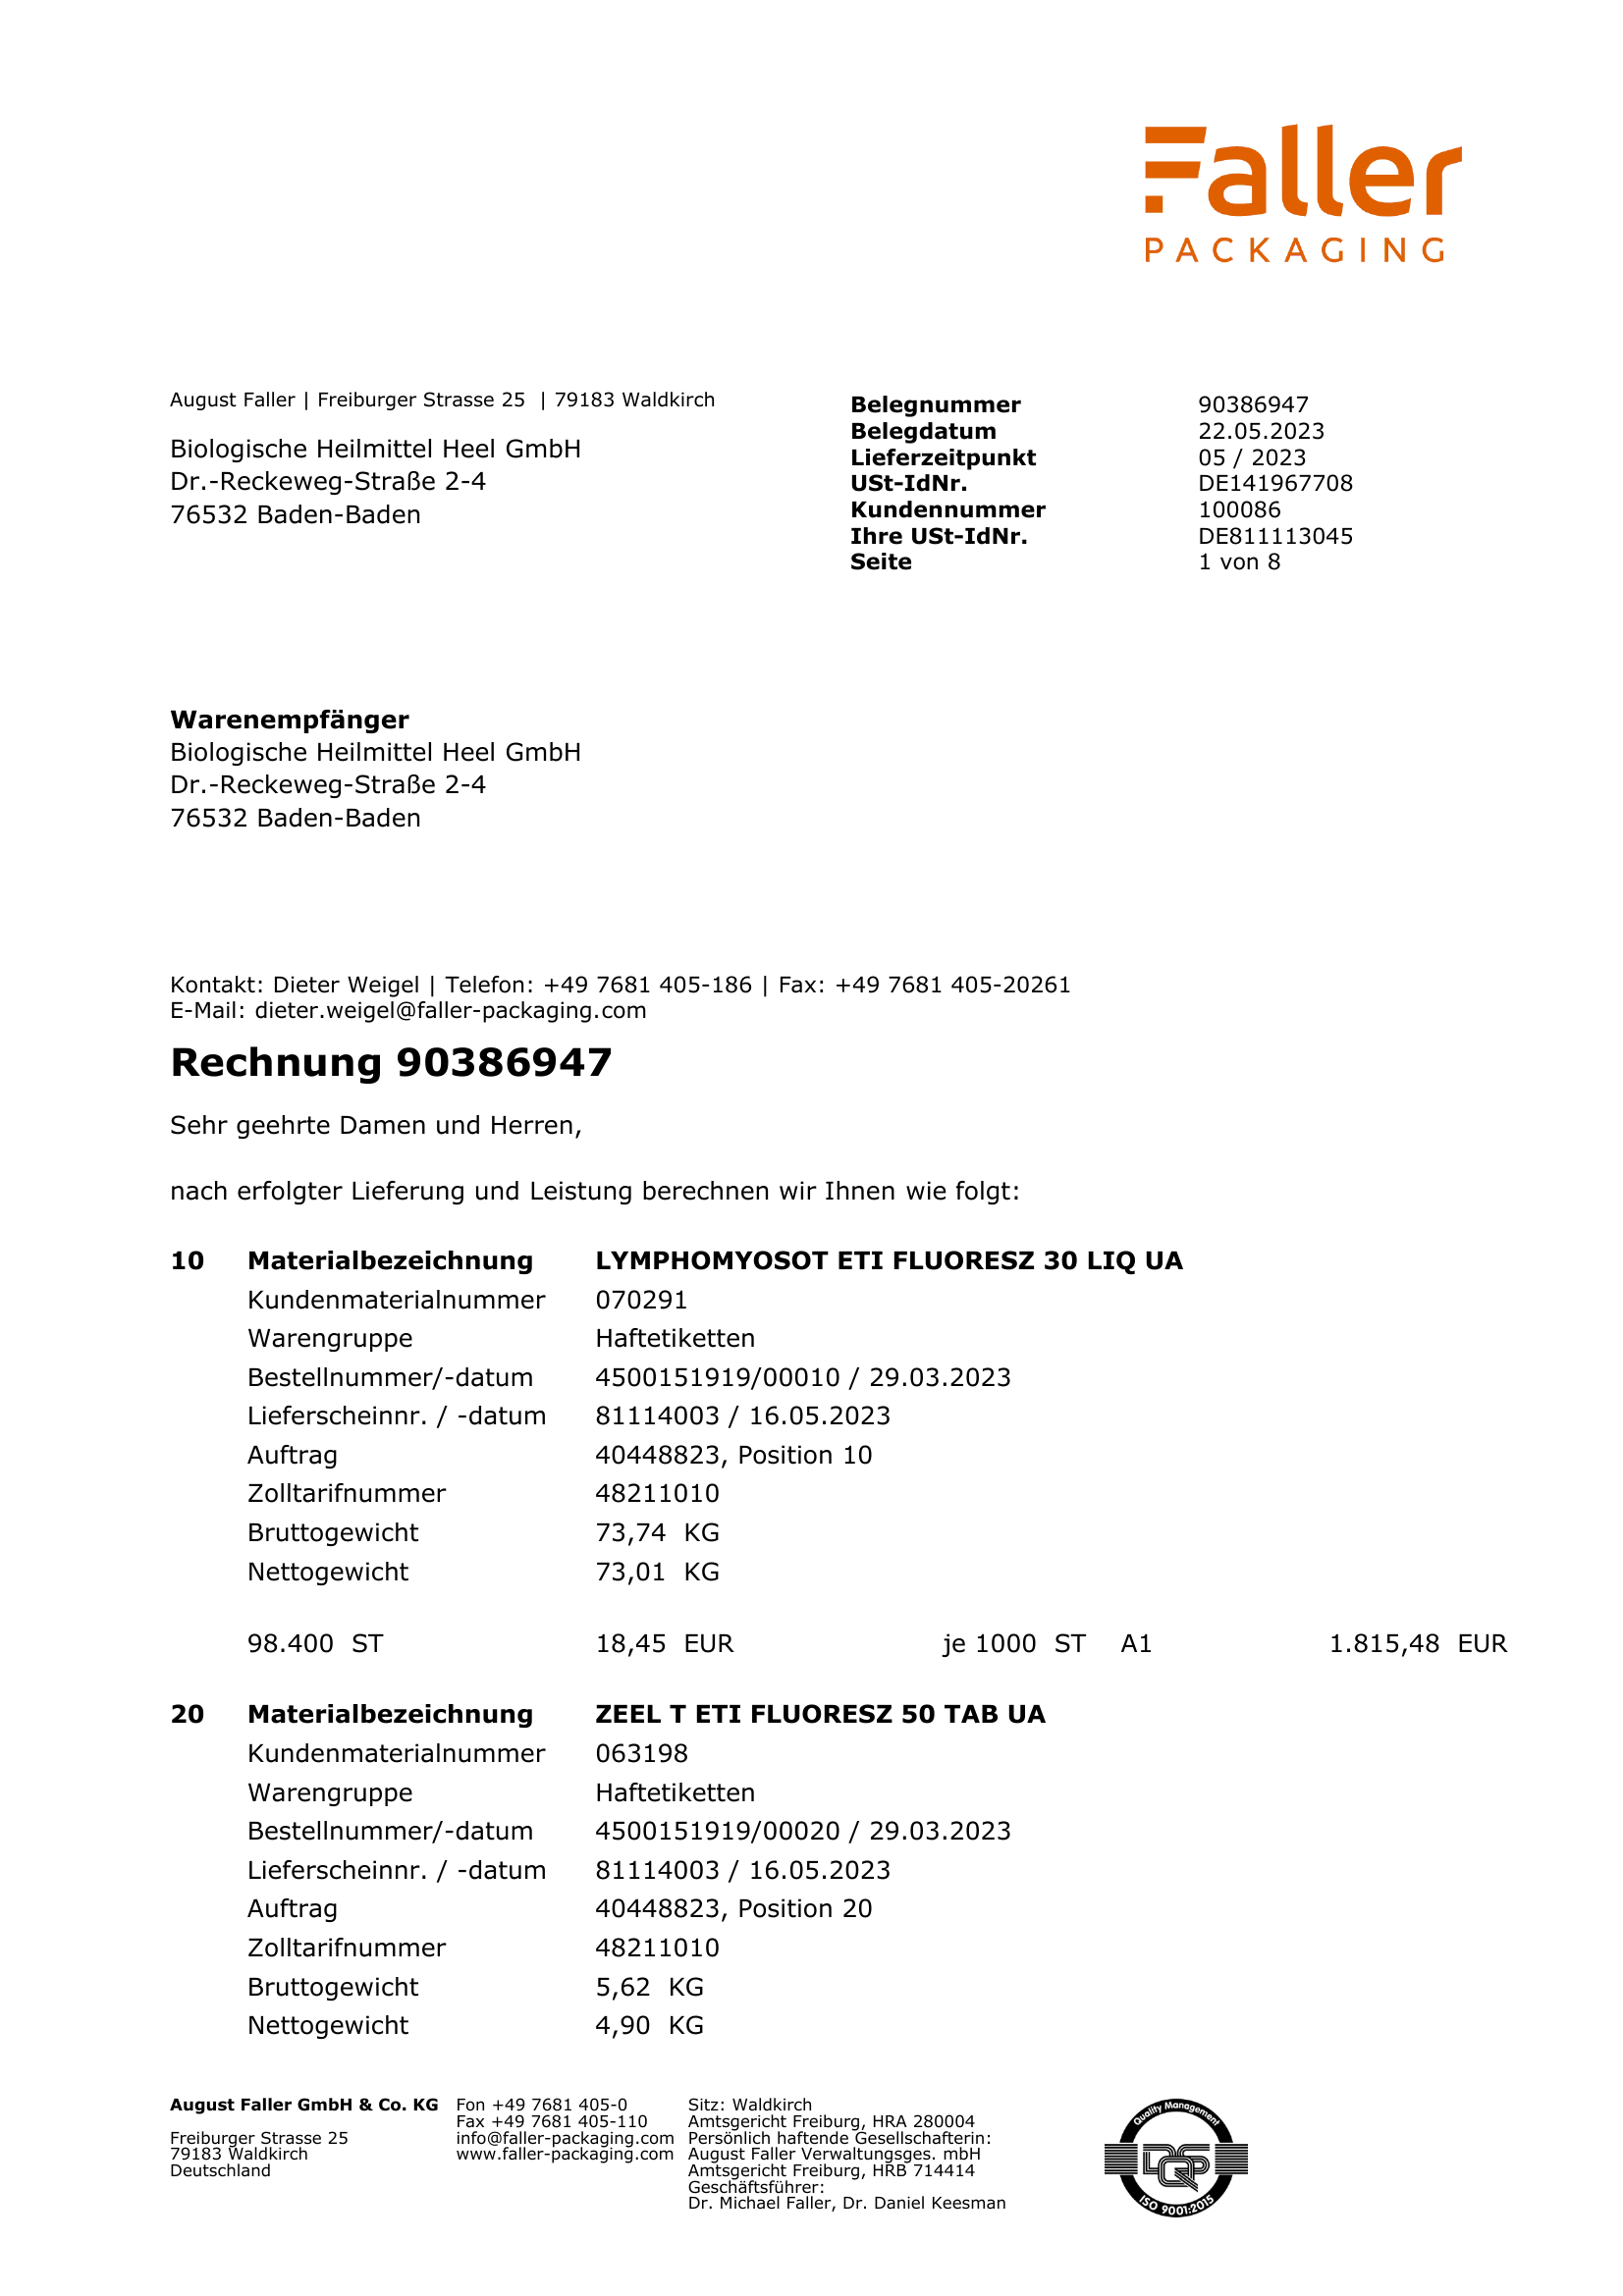 Faller
PACKAGING
August Faller | Freiburger Strasse 25 | 79183 Waldkirch
Biologische Heilmittel Heel GmbH
Dr.-Reckeweg-Straße 2-4
76532 Baden-Baden
Belegnummer 90386947
Belegdatum 22.05.2023
Lieferzeitpunkt 05 / 2023
USt-IdNr. DE141967708
Kundennummer 100086
Ihre USt-IdNr. DE811113045
Seite 1 von 8
Warenempfänger
Biologische Heilmittel Heel GmbH
Dr.-Reckeweg-Straße 2-4
76532 Baden-Baden
Kontakt: Dieter Weigel | Telefon: +49 7681 405-186 | Fax: +49 7681 405-20261
E-Mail: dieter.weigel@faller-packaging.com
Rechnung 90386947
Sehr geehrte Damen und Herren,
nach erfolgter Lieferung und Leistung berechnen wir Ihnen wie folgt:
10 Materialbezeichnung LYMPHOMYOSOT ETI FLUORESZ 30 LIQ UA
Kundenmaterialnummer 070291
Warengruppe Haftetiketten
Bestellnummer/-datum 4500151919/00010 / 29.03.2023
Lieferscheinnr. / -datum 81114003 / 16.05.2023
Auftrag 40448823, Position 10
Zolltarifnummer 48211010
Bruttogewicht 73,74 KG
Nettogewicht 73,01 KG
98.400 ST 18,45 EUR je 1000 ST A1 1.815,48 EUR
20 Materialbezeichnung ZEEL T ETI FLUORESZ 50 TAB UA
Kundenmaterialnummer 063198
Warengruppe Haftetiketten
Bestellnummer/-datum 4500151919/00020 / 29.03.2023
Lieferscheinnr. / -datum 81114003 / 16.05.2023
Auftrag 40448823, Position 20
Zolltarifnummer 48211010
Bruttogewicht 5,62 KG
Nettogewicht 4,90 KG
August Faller GmbH & Co. KG
Freiburger Strasse 25
79183 Waldkirch
Deutschland
Fon +49 7681 405-0
Fax +49 7681 405-110
info@faller-packaging.com
www.faller-packaging.com
Sitz: Waldkirch
Amtsgericht Freiburg, HRA 280004
Persönlich haftende Gesellschafterin:
August Faller Verwaltungsges. mbH
Amtsgericht Freiburg, HRB 714414
Geschäftsführer:
Dr. Michael Faller, Dr. Daniel Keesman
Quality Management
DQS
ISO 9001:2015